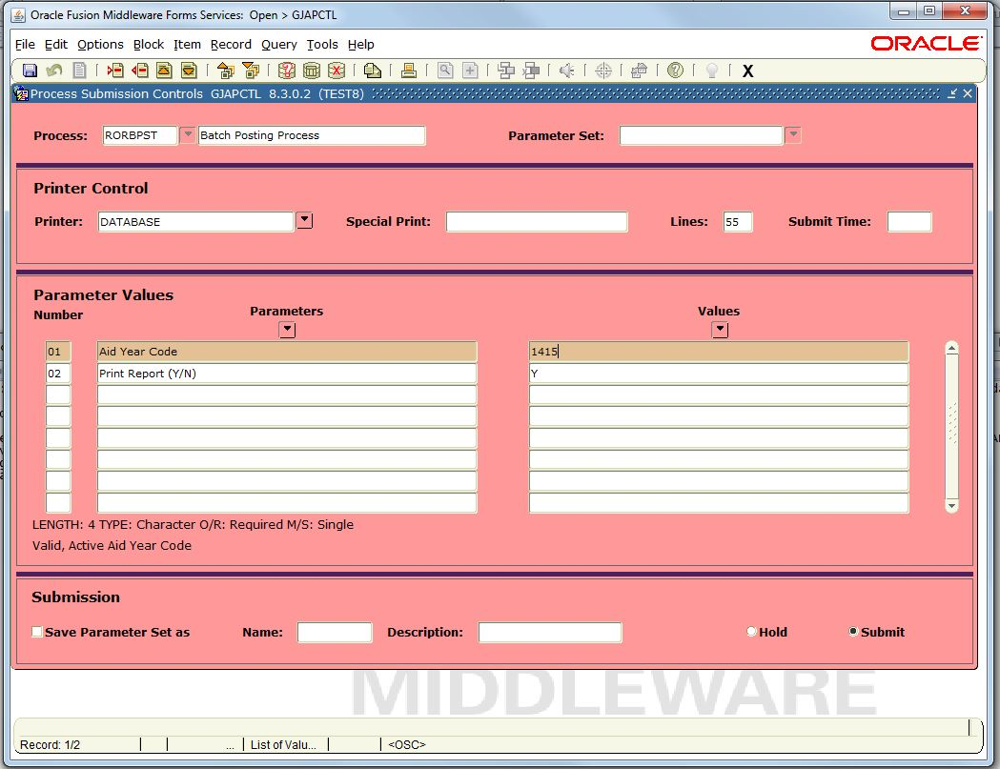 Oracle Fusion Middleware Forms Services: Open > GJAPCTL
File Edit Options Block Item Record Query Tools Help
ORACLE
X
Process Submission Controls GJAPCTL 8.3.0.2 (TEST8)
Process: RORBPST Batch Posting Process Parameter Set:
Printer Control
Printer: DATABASE Special Print: Lines: 55 Submit Time:
Parameter Values
Number Parameters Values
01 Aid Year Code 1415
02 Print Report (Y/N) Y
LENGTH: 4 TYPE: Character O/R: Required M/S: Single
Valid, Active Aid Year Code
Submission
Save Parameter Set as Name: Description: Hold Submit
MIDDLEWARE
Record: 1/2 ... List of Valu... <OSC>